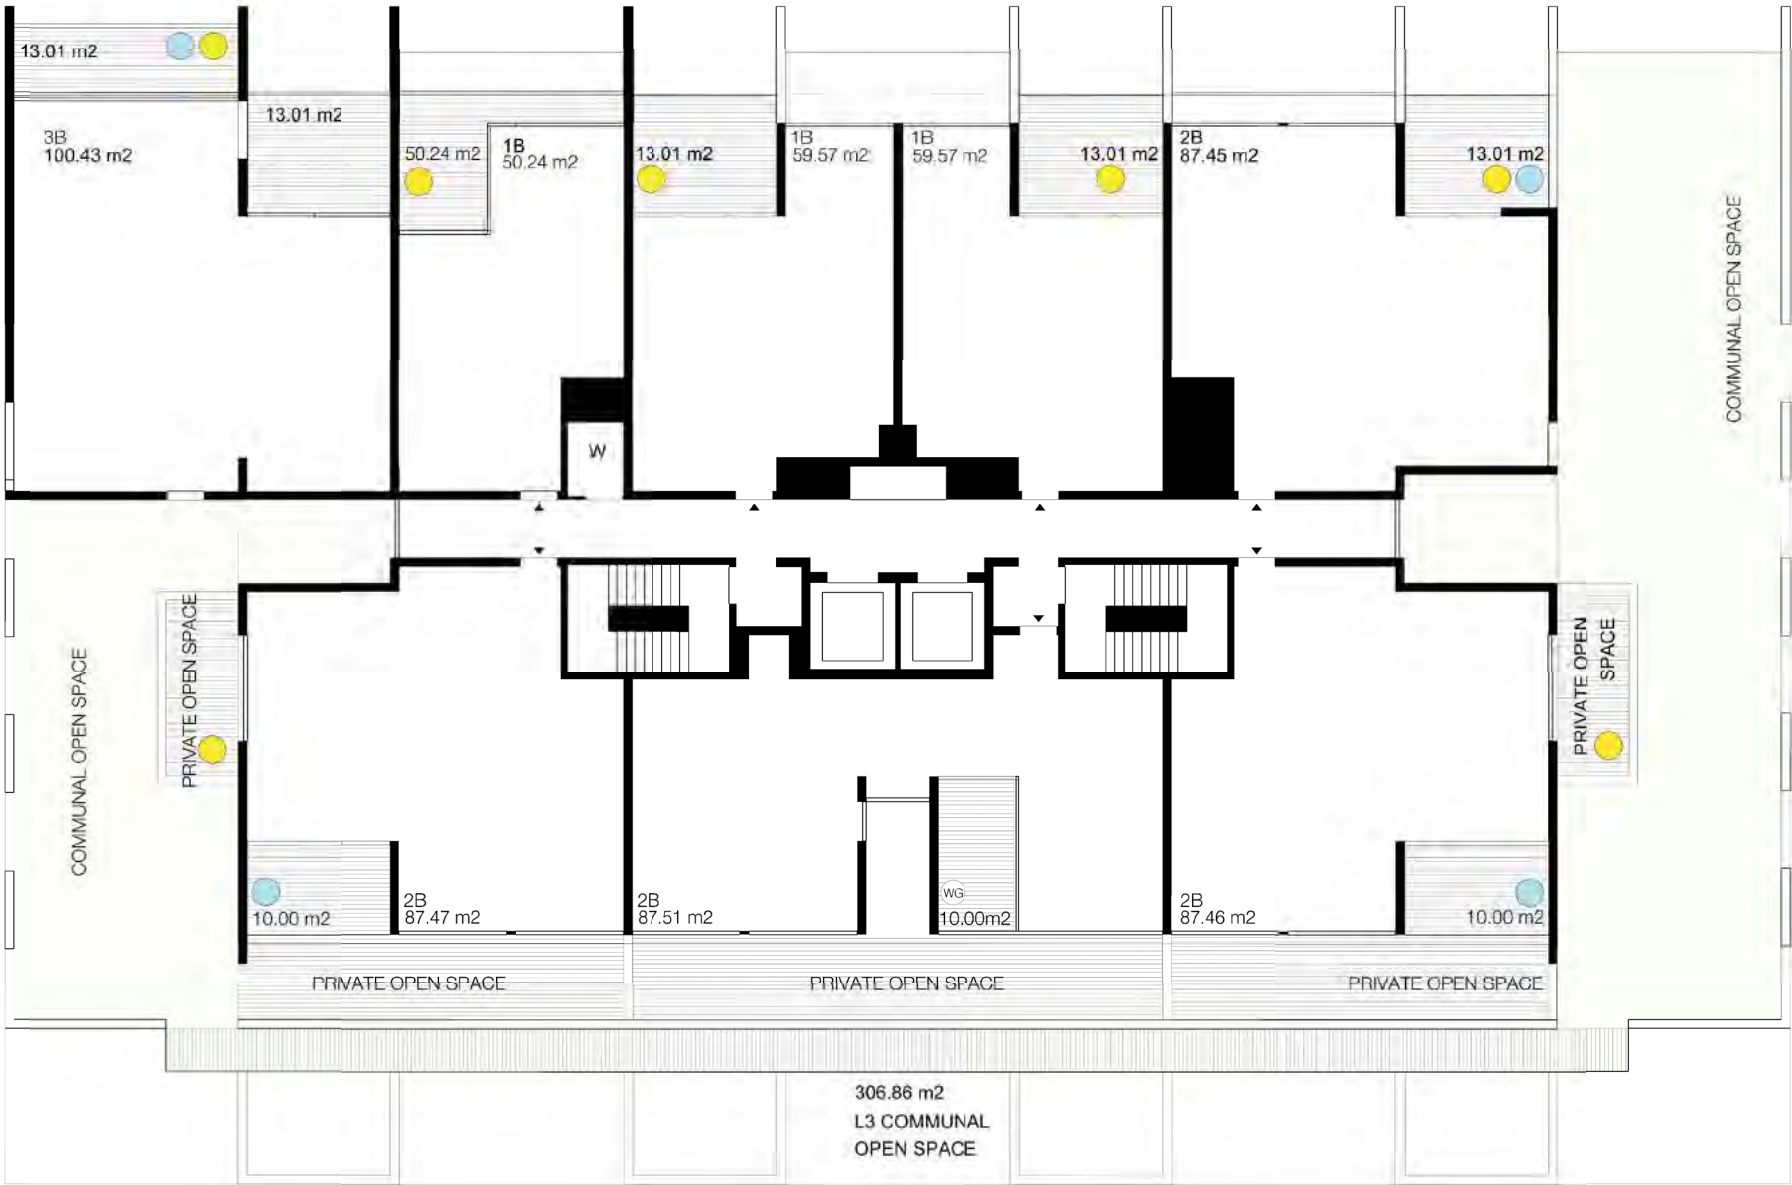 13.01 m2
13.01 m2
3B
100.43 m2
50.24 m2
1B
50.24 m2
13.01 m2
1B
59.57 m2
1B
59.57 m2
13.01 m2
2B
87.45 m2
13.01 m2
COMMUNAL OPEN SPACE
W
PRIVATE OPEN SPACE
COMMUNAL OPEN SPACE
PRIVATE OPEN
SPACE
10.00 m2
2B
87.47 m2
2B
87.51 m2
WG
10.00m2
2B
87.46 m2
10.00 m2
PRIVATE OPEN SPACE
PRIVATE OPEN SPACE
PRIVATE OPEN SPACE
306.86 m2
L3 COMMUNAL
OPEN SPACE